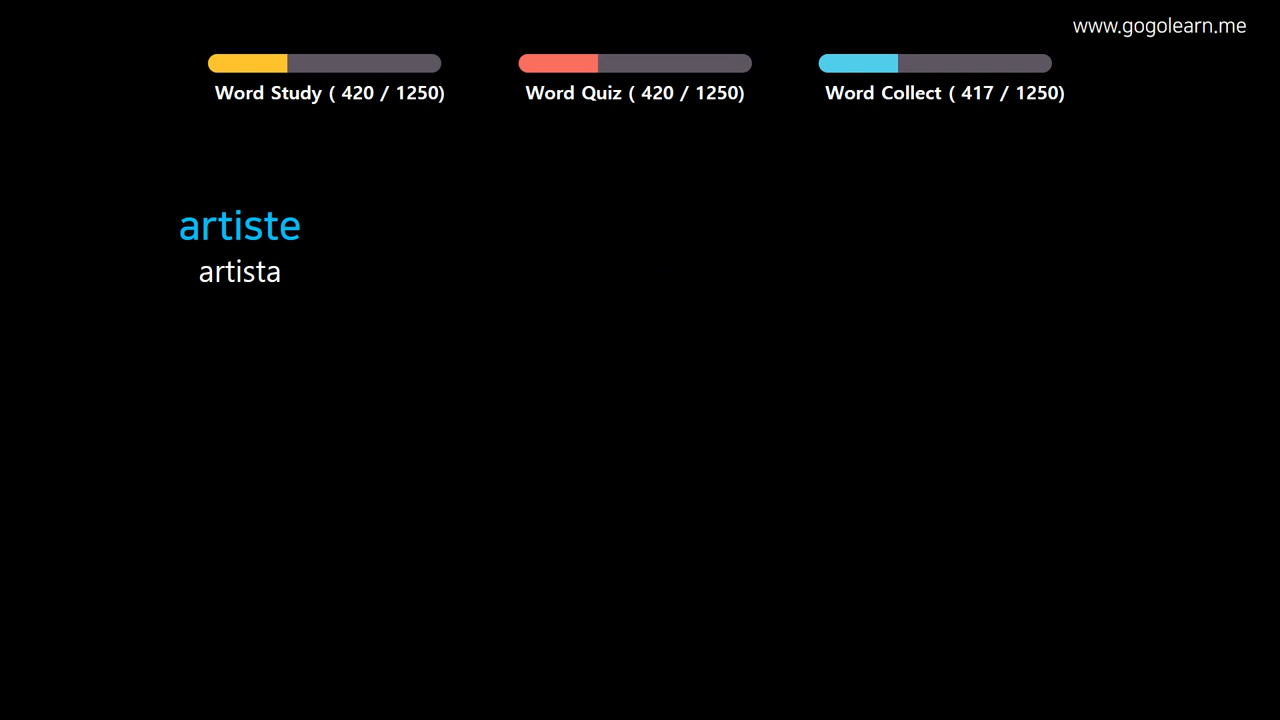 www.gogolearn.me
Word Study ( 420 / 1250)
Word Quiz ( 420 / 1250)
Word Collect ( 417 / 1250)
artiste
artista